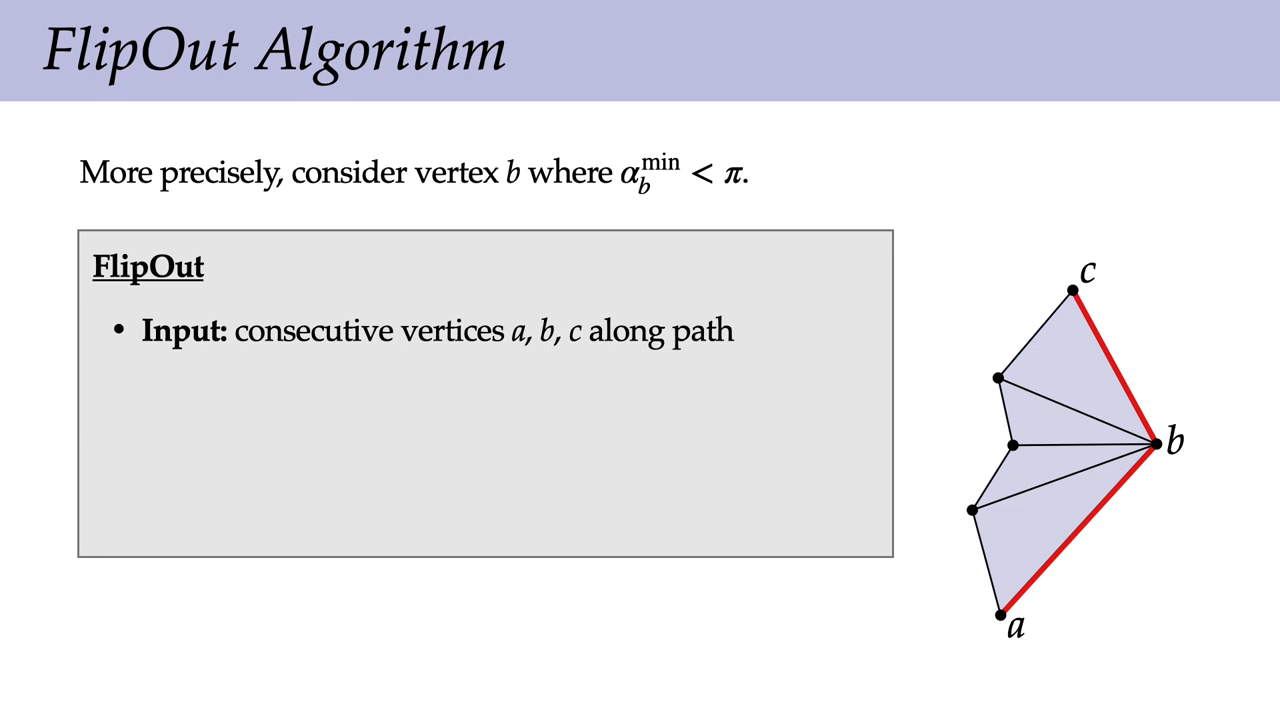 FlipOut Algorithm
More precisely, consider vertex b where α_b^min < π.
FlipOut
• Input: consecutive vertices a, b, c along path
c
b
a